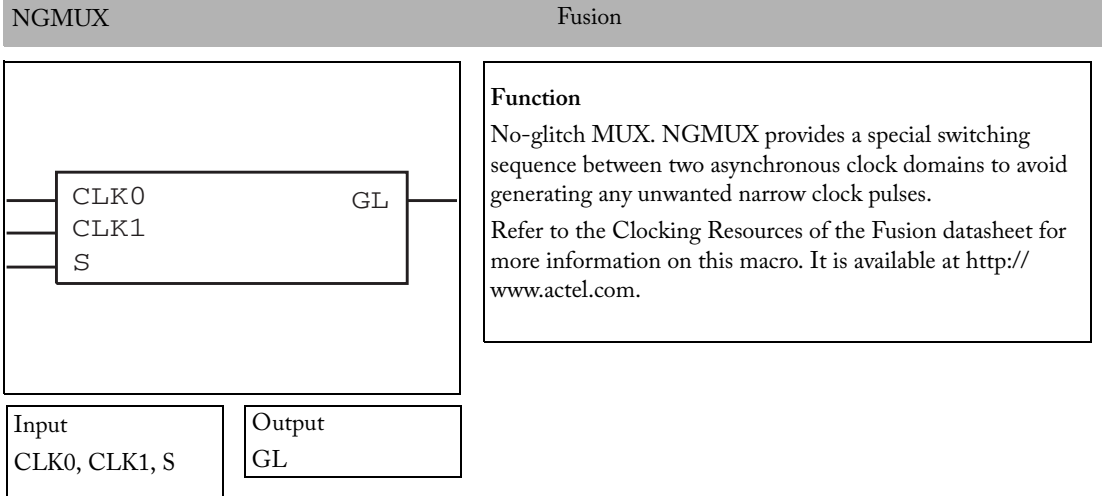 NGMUX
Fusion
CLK0
GL
CLK1
S
Function
No-glitch MUX. NGMUX provides a special switching
sequence between two asynchronous clock domains to avoid
generating any unwanted narrow clock pulses.
Refer to the Clocking Resources of the Fusion datasheet for
more information on this macro. It is available at http://
www.actel.com.
Input
CLK0, CLK1, S
Output
GL